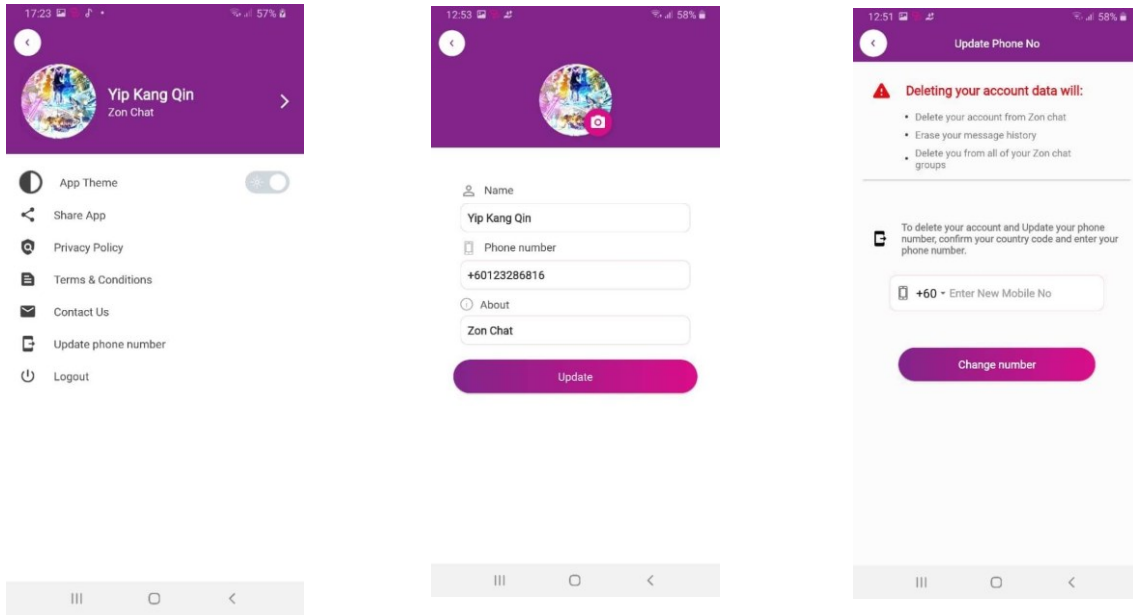 17:23
57%
Yip Kang Qin
Zon Chat
App Theme
Share App
Privacy Policy
Terms & Conditions
Contact Us
Update phone number
Logout
12:53
58%
Name
Yip Kang Qin
Phone number
+60123286816
About
Zon Chat
Update
12:51
58%
Update Phone No
Deleting your account data will:
• Delete your account from Zon chat
• Erase your message history
• Delete you from all of your Zon chat
groups
To delete your account and Update your phone
number, confirm your country code and enter your
phone number.
+60 Enter New Mobile No
Change number